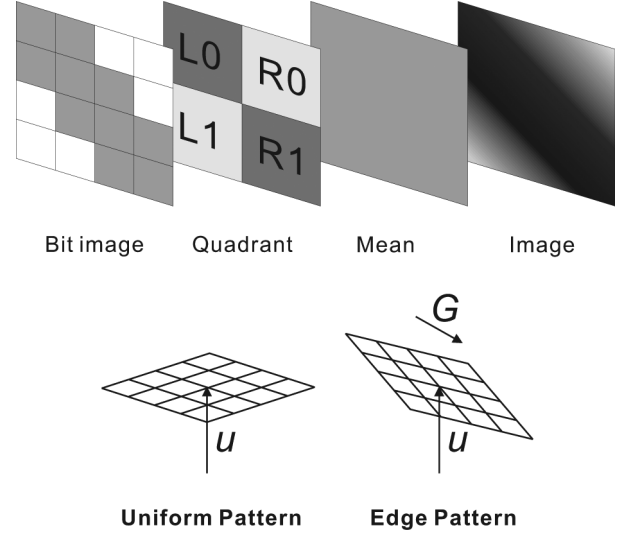 L0 R0
L1 R1
Bit image Quadrant Mean Image
G
u u
Uniform Pattern Edge Pattern